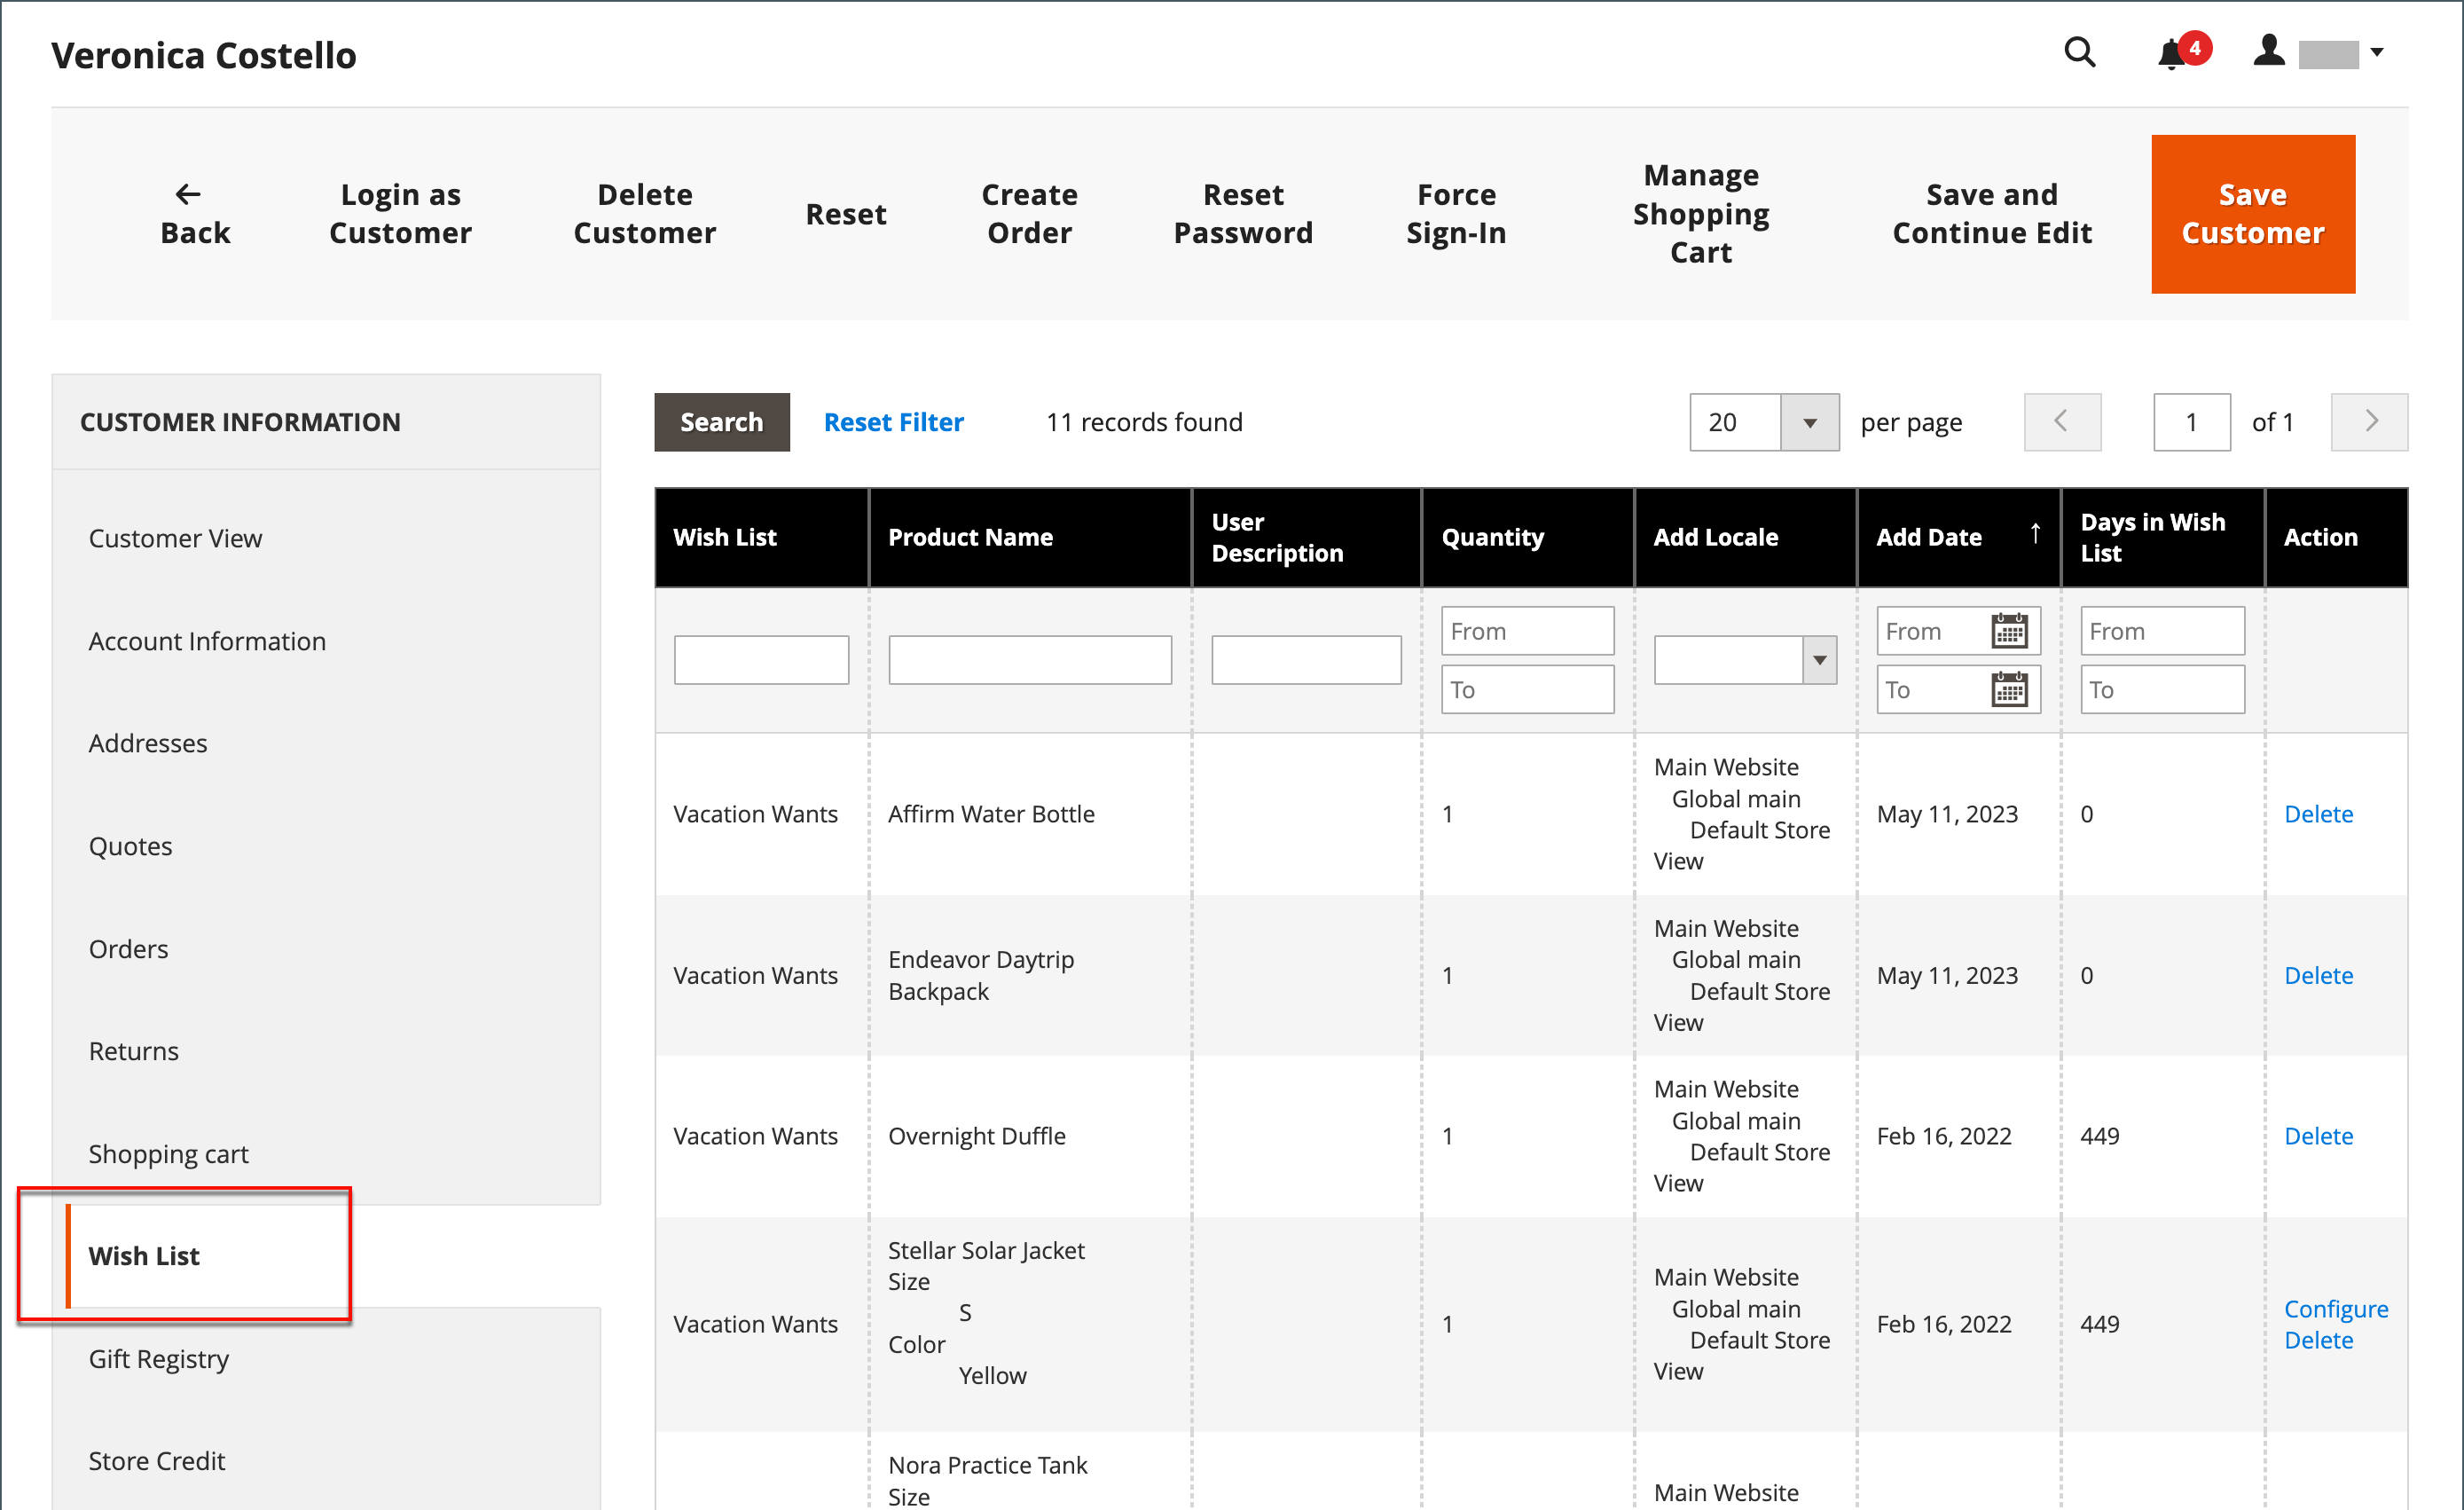 Veronica Costello
4
← Back
Login as
Customer
Delete
Customer
Reset
Create
Order
Reset
Password
Force
Sign-In
Manage
Shopping
Cart
Save and
Continue Edit
Save
Customer
CUSTOMER INFORMATION
Customer View
Account Information
Addresses
Quotes
Orders
Returns
Shopping cart
Wish List
Gift Registry
Store Credit
Search
Reset Filter
11 records found
20
per page
1
of 1
Wish List
Product Name
User
Description
Quantity
Add Locale
Add Date ↑
Days in Wish
List
Action
From
To
From
To
From
To
Vacation Wants
Affirm Water Bottle
1
Main Website
Global main
Default Store
View
May 11, 2023
0
Delete
Vacation Wants
Endeavor Daytrip
Backpack
1
Main Website
Global main
Default Store
View
May 11, 2023
0
Delete
Vacation Wants
Overnight Duffle
1
Main Website
Global main
Default Store
View
Feb 16, 2022
449
Delete
Vacation Wants
Stellar Solar Jacket
Size
S
Color
Yellow
1
Main Website
Global main
Default Store
View
Feb 16, 2022
449
Configure
Delete
Nora Practice Tank
Size
Main Website